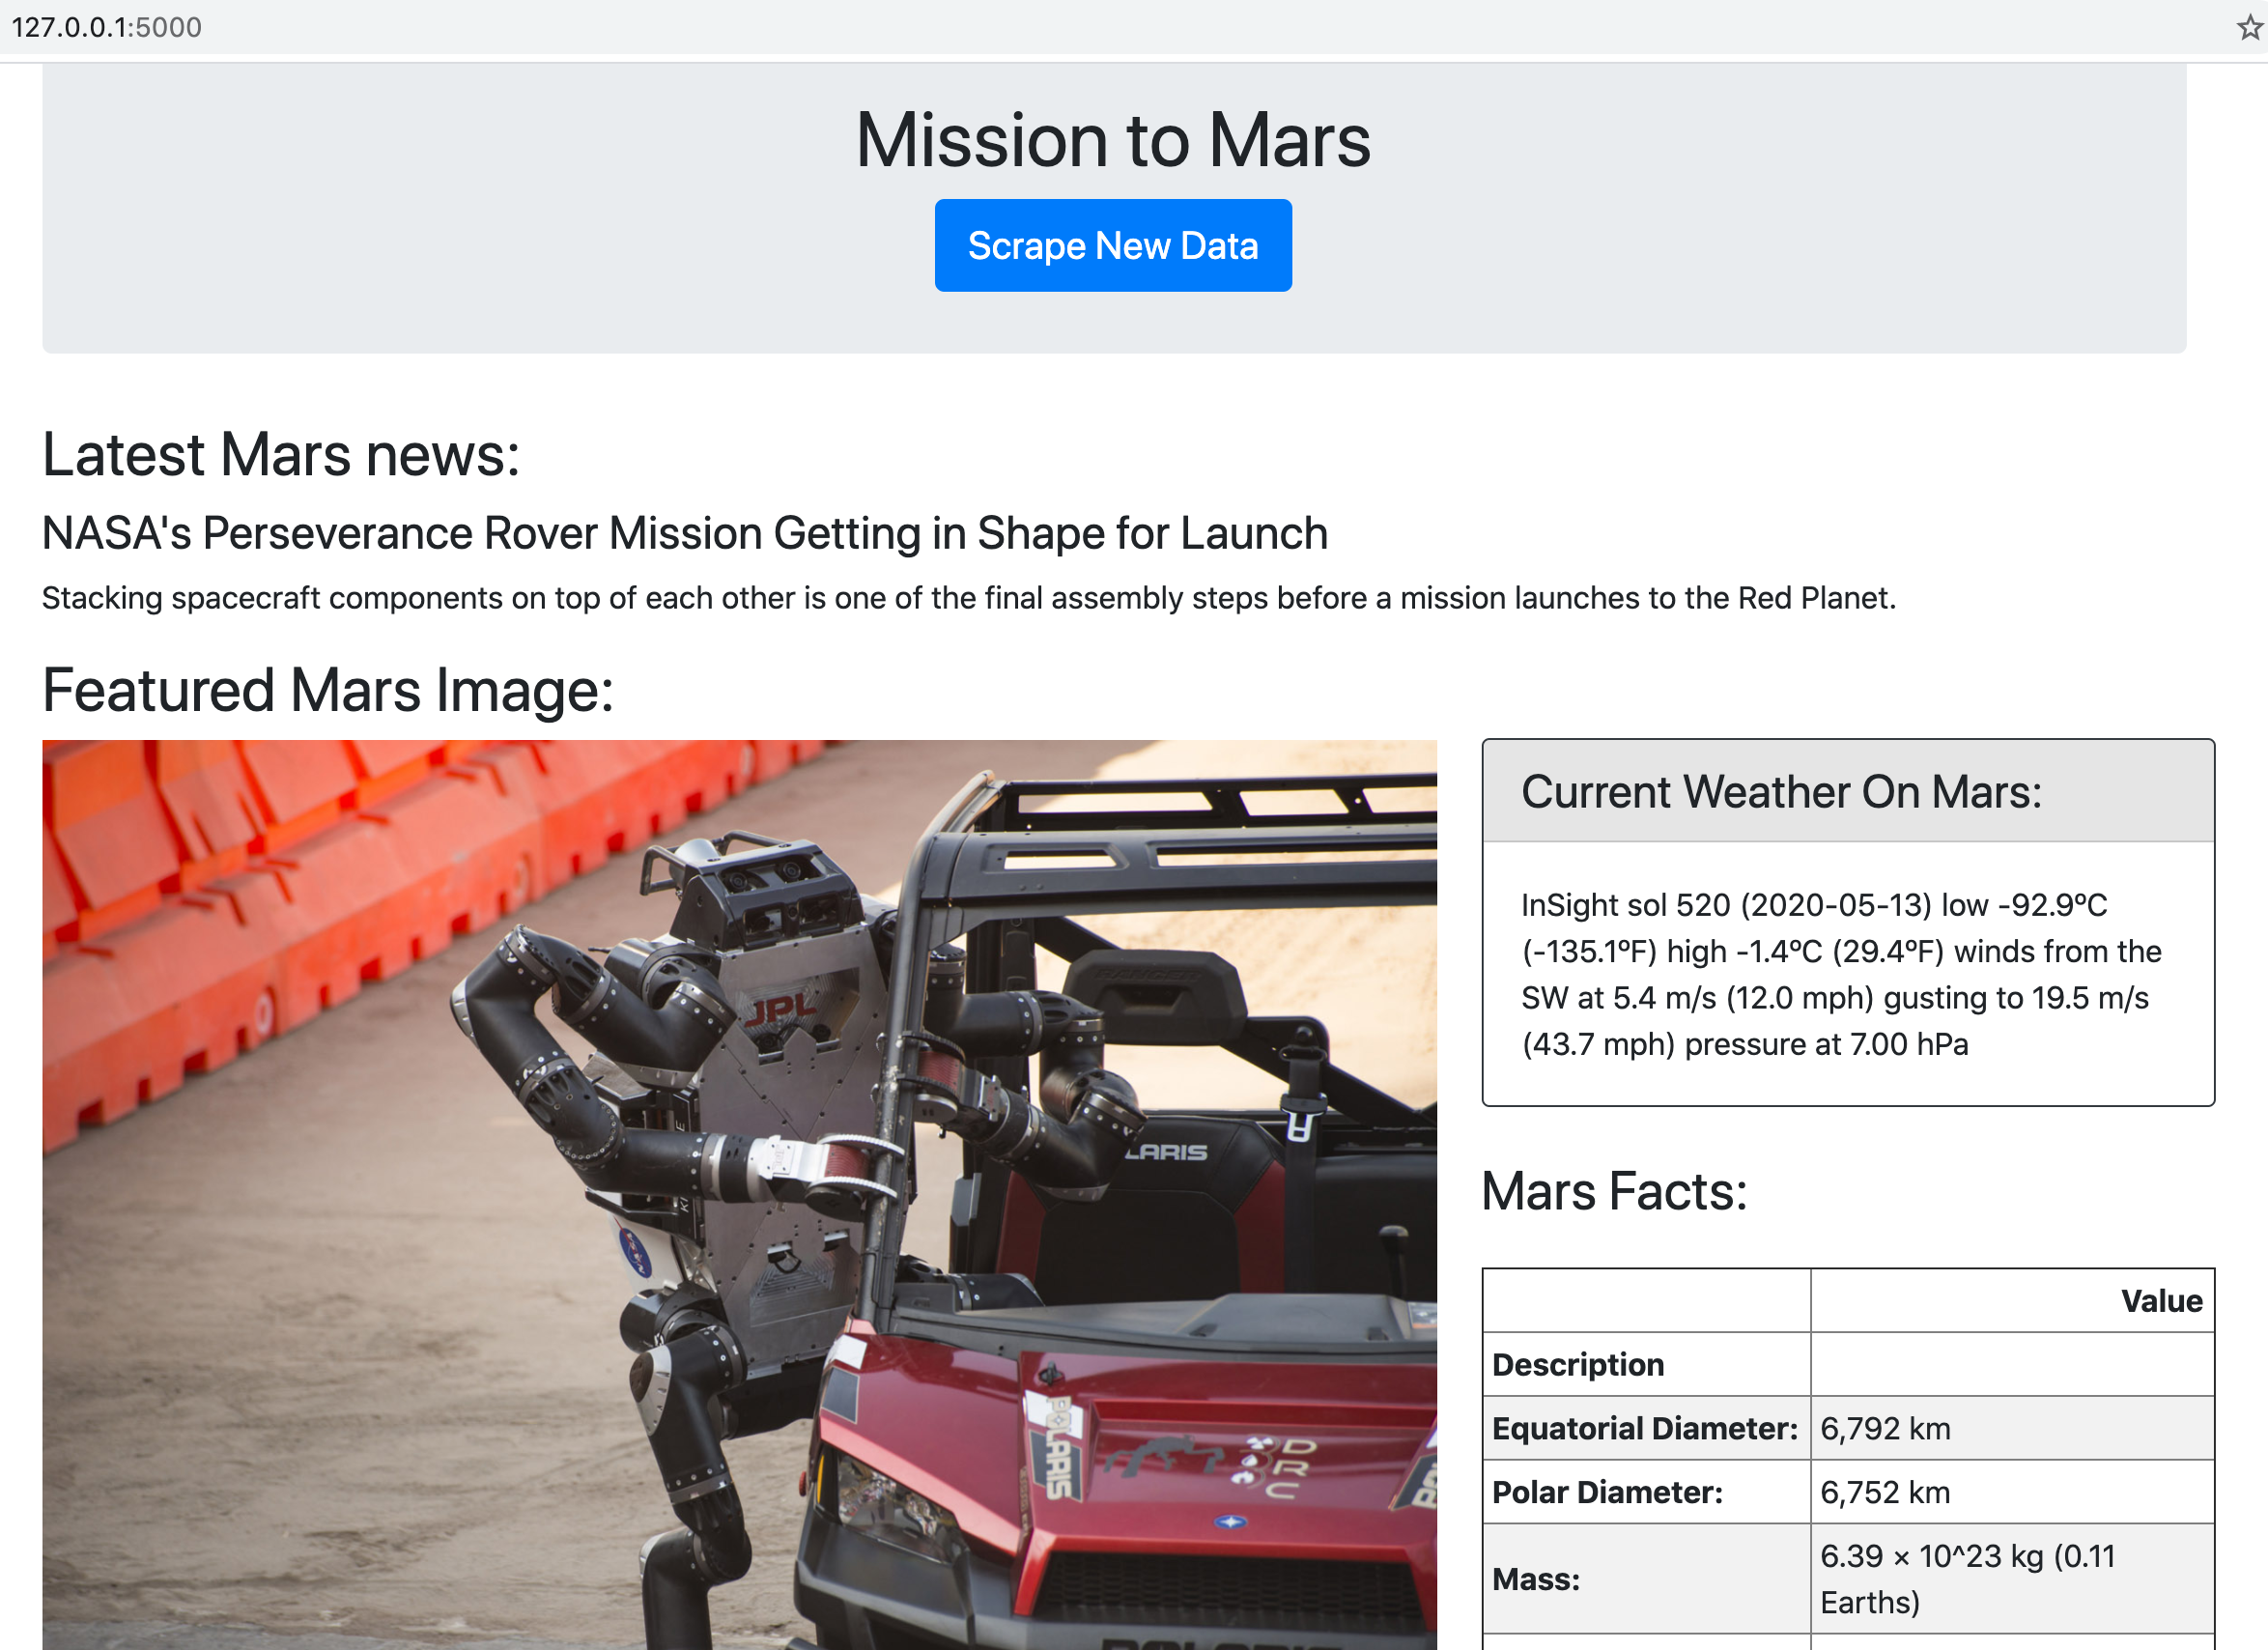 127.0.0.1:5000
Mission to Mars
Scrape New Data
Latest Mars news:
NASA's Perseverance Rover Mission Getting in Shape for Launch
Stacking spacecraft components on top of each other is one of the final assembly steps before a mission launches to the Red Planet.
Featured Mars Image:
JPL
RANGER
LARIS
POLARIS
DRC
POLARIS
Current Weather On Mars:
InSight sol 520 (2020-05-13) low -92.9ºC
(-135.1ºF) high -1.4ºC (29.4ºF) winds from the
SW at 5.4 m/s (12.0 mph) gusting to 19.5 m/s
(43.7 mph) pressure at 7.00 hPa
Mars Facts:
Value
Description
Equatorial Diameter: 6,792 km
Polar Diameter: 6,752 km
Mass: 6.39 × 10^23 kg (0.11
Earths)